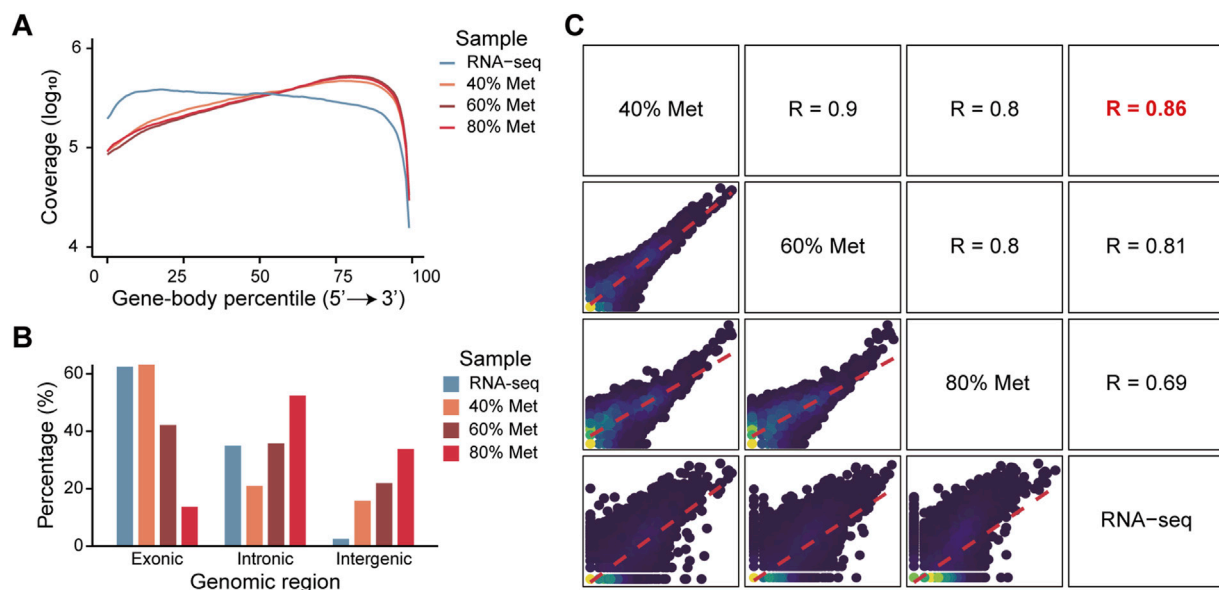 A
Coverage (log₁₀)
6
5
4
0
25
50
75
100
Gene-body percentile (5’→ 3’)
Sample
RNA−seq
40% Met
60% Met
80% Met
B
Percentage (%)
60
40
20
0
Exonic
Intronic
Intergenic
Genomic region
Sample
RNA-seq
40% Met
60% Met
80% Met
C
40% Met
R = 0.9
R = 0.8
R = 0.86
60% Met
R = 0.8
R = 0.81
80% Met
R = 0.69
RNA−seq